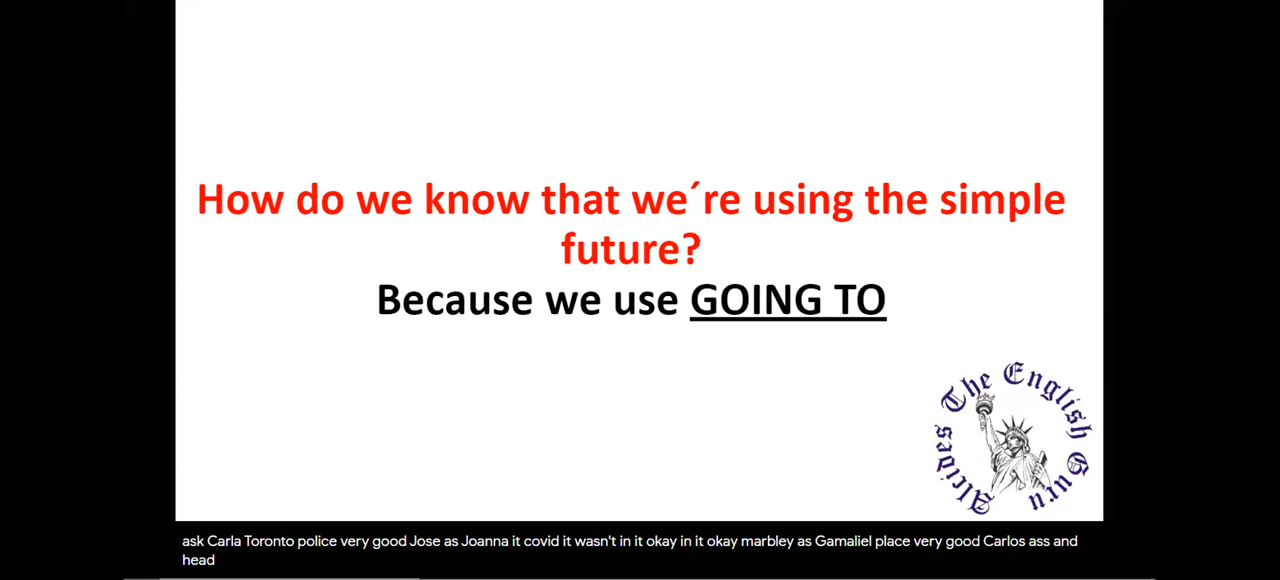 How do we know that we´re using the simple
future?
Because we use GOING TO
Alcides The English Guru
ask Carla Toronto police very good Jose as Joanna it covid it wasn't in it okay in it okay marbley as Gamaliel place very good Carlos ass and
head